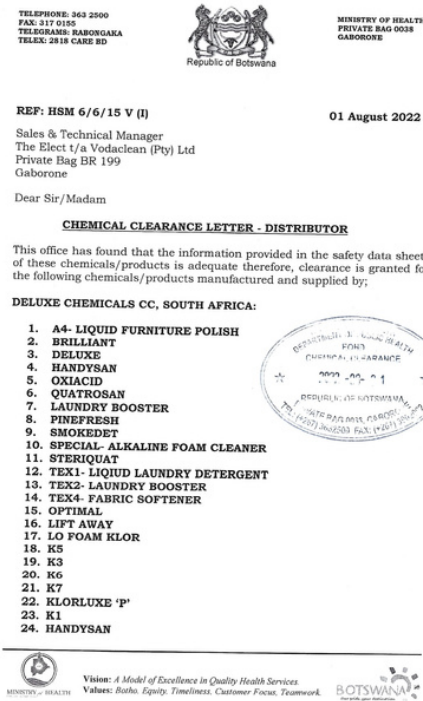 TELEPHONE: 363 2500
FAX: 317 0155
TELEGRAMS: RABONGAKA
TELEX: 2818 CARE BD
Republic of Botswana
MINISTRY OF HEALTH
PRIVATE BAG 0038
GABORONE
REF: HSM 6/6/15 V (I)
01 August 2022
Sales & Technical Manager
The Elect t/a Vodaclean (Pty) Ltd
Private Bag BR 199
Gaborone
Dear Sir/Madam
CHEMICAL CLEARANCE LETTER - DISTRIBUTOR
This office has found that the information provided in the safety data sheet
of these chemicals/products is adequate therefore, clearance is granted fo
the following chemicals/products manufactured and supplied by;
DELUXE CHEMICALS CC, SOUTH AFRICA:
1. A4- LIQUID FURNITURE POLISH
2. BRILLIANT
3. DELUXE
4. HANDYSAN
5. OXIACID
6. QUATROSAN
7. LAUNDRY BOOSTER
8. PINEFRESH
9. SMOKEDET
10. SPECIAL- ALKALINE FOAM CLEANER
11. STERIQUAT
12. TEX1- LIQIUD LAUNDRY DETERGENT
13. TEX2- LAUNDRY BOOSTER
14. TEX4- FABRIC SOFTENER
15. OPTIMAL
16. LIFT AWAY
17. LO FOAM KLOR
18. K5
19. K3
20. K6
21. K7
22. KLORLUXE 'P'
23. K1
24. HANDYSAN
CHEMICAL CLEARANCE
REPUBLIC OF BOTSWANA
MINISTRY of HEALTH
Vision: A Model of Excellence in Quality Health Services.
Values: Botho, Equity, Timeliness, Customer Focus, Teamwork.
BOTSWANA